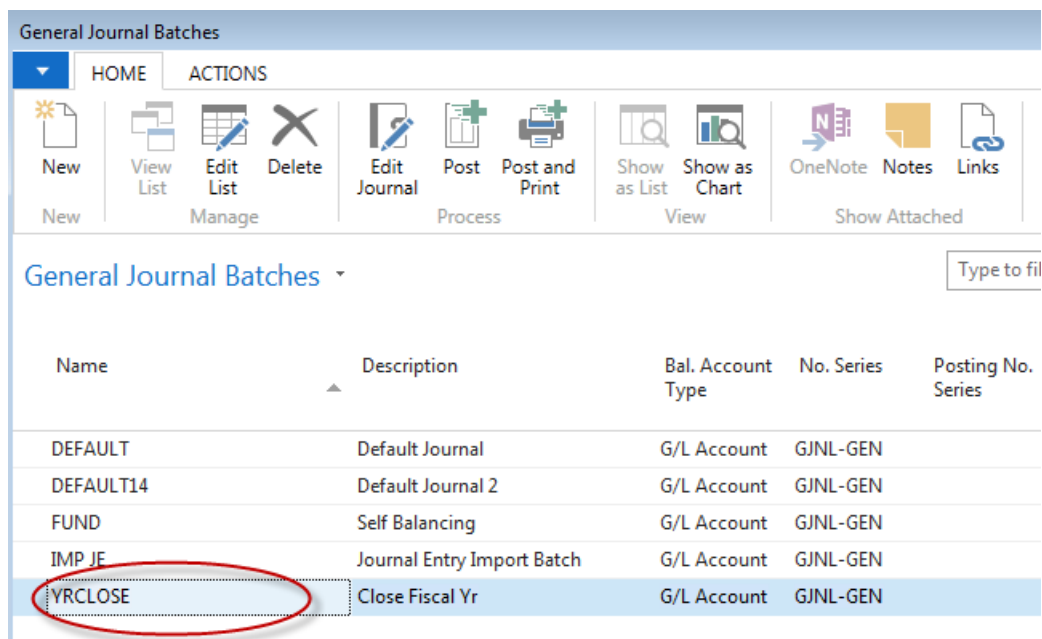 General Journal Batches
HOME ACTIONS
New View List Edit List Delete Edit Journal Post Post and Print Show as List Show as Chart OneNote Notes Links
New Manage Process View Show Attached
General Journal Batches
Type to fil
Name Description Bal. Account Type No. Series Posting No. Series
DEFAULT Default Journal G/L Account GJNL-GEN
DEFAULT14 Default Journal 2 G/L Account GJNL-GEN
FUND Self Balancing G/L Account GJNL-GEN
IMP JE Journal Entry Import Batch G/L Account GJNL-GEN
YRCLOSE Close Fiscal Yr G/L Account GJNL-GEN